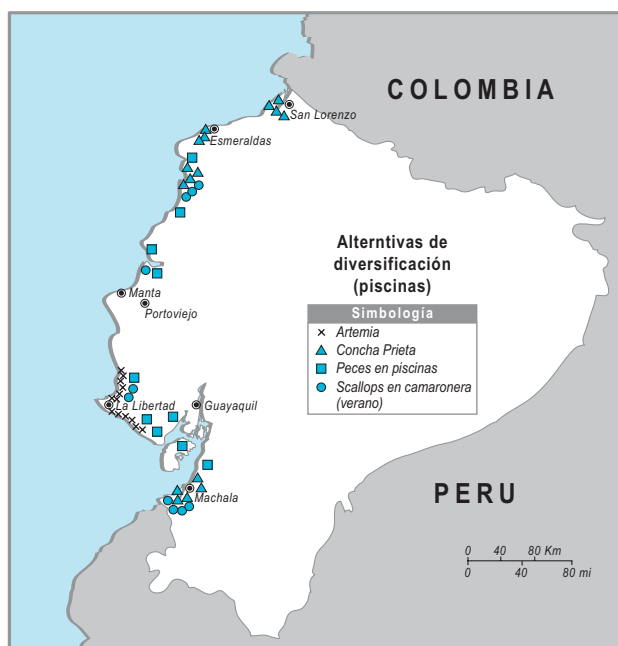 COLOMBIA
San Lorenzo
Esmeraldas
Alterntivas de
diversificación
(piscinas)
Simbología
Artemia
Concha Prieta
Peces en piscinas
Scallops en camaronera
(verano)
Manta
Portoviejo
La Libertad
Guayaquil
Machala
PERU
0 40 80 Km
0 40 80 mi